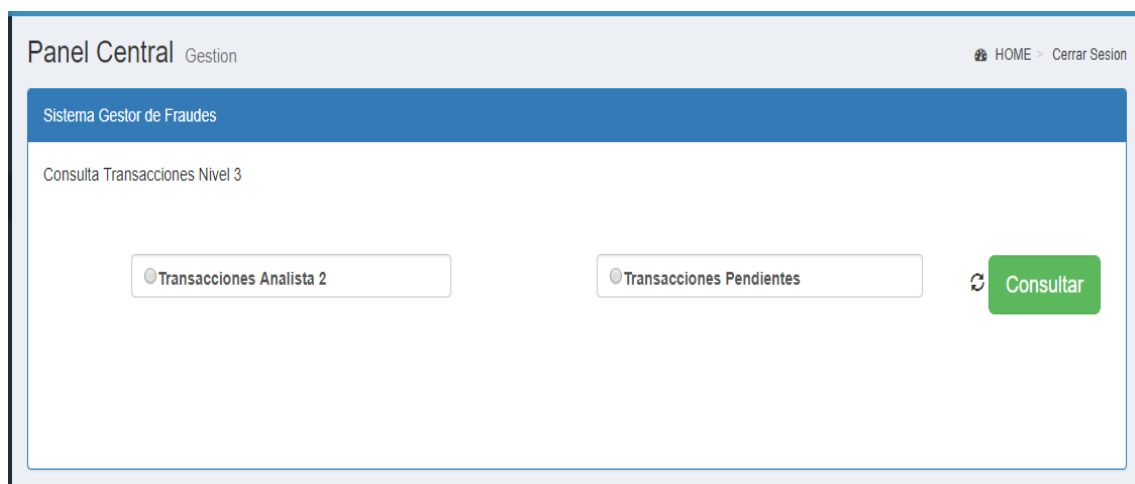 Panel Central Gestion
HOME > Cerrar Sesion
Sistema Gestor de Fraudes
Consulta Transacciones Nivel 3
Transacciones Analista 2
Transacciones Pendientes
Consultar